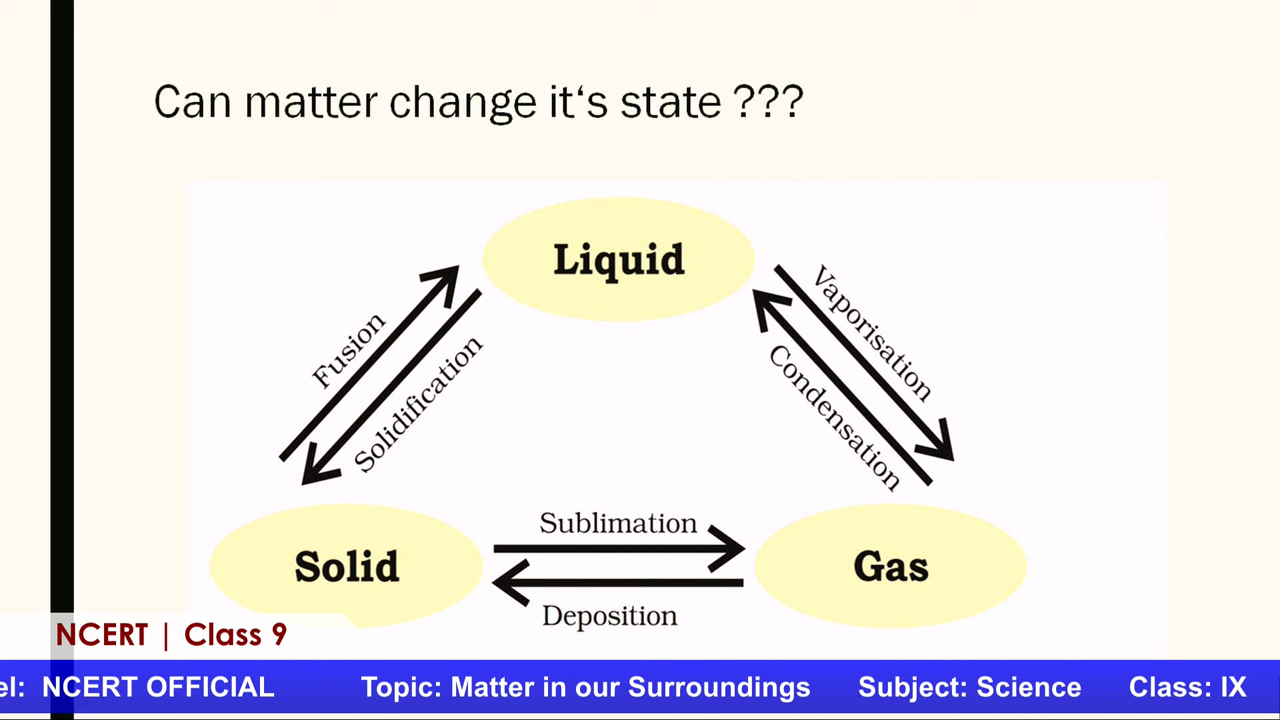 Can matter change it‘s state ???
Liquid
Fusion
Solidification
Vaporisation
Condensation
Sublimation
Solid
Gas
Deposition
NCERT | Class 9
el: NCERT OFFICIAL Topic: Matter in our Surroundings Subject: Science Class: IX